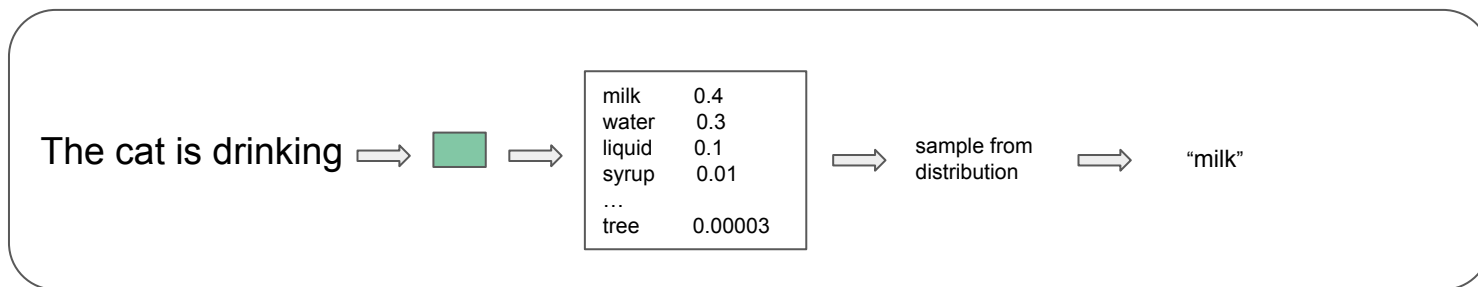 The cat is drinking
milk 0.4
water 0.3
liquid 0.1
syrup 0.01
…
tree 0.00003
sample from
distribution
“milk”